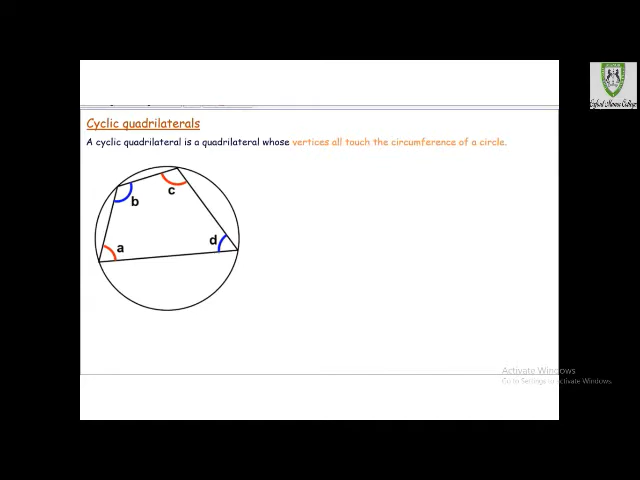 Cyclic quadrilaterals
A cyclic quadrilateral is a quadrilateral whose vertices all touch the circumference of a circle.
b
c
a
d
Activate Windows
Go to Settings to activate Windows.